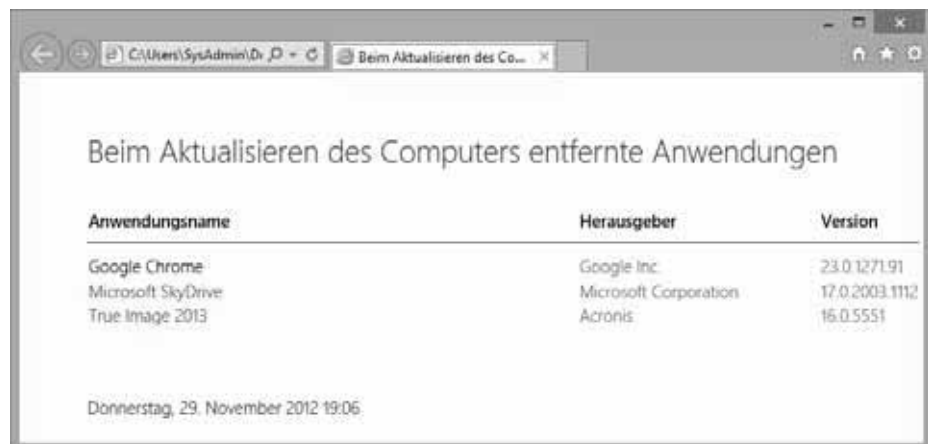 C:\Users\SysAdmin\De
Beim Aktualisieren des Co...
Beim Aktualisieren des Computers entfernte Anwendungen
Anwendungsname Herausgeber Version
Google Chrome Google Inc. 23.0.1271.91
Microsoft SkyDrive Microsoft Corporation 17.0.2003.1112
True Image 2013 Acronis 16.0.5551
Donnerstag, 29. November 2012 19:06